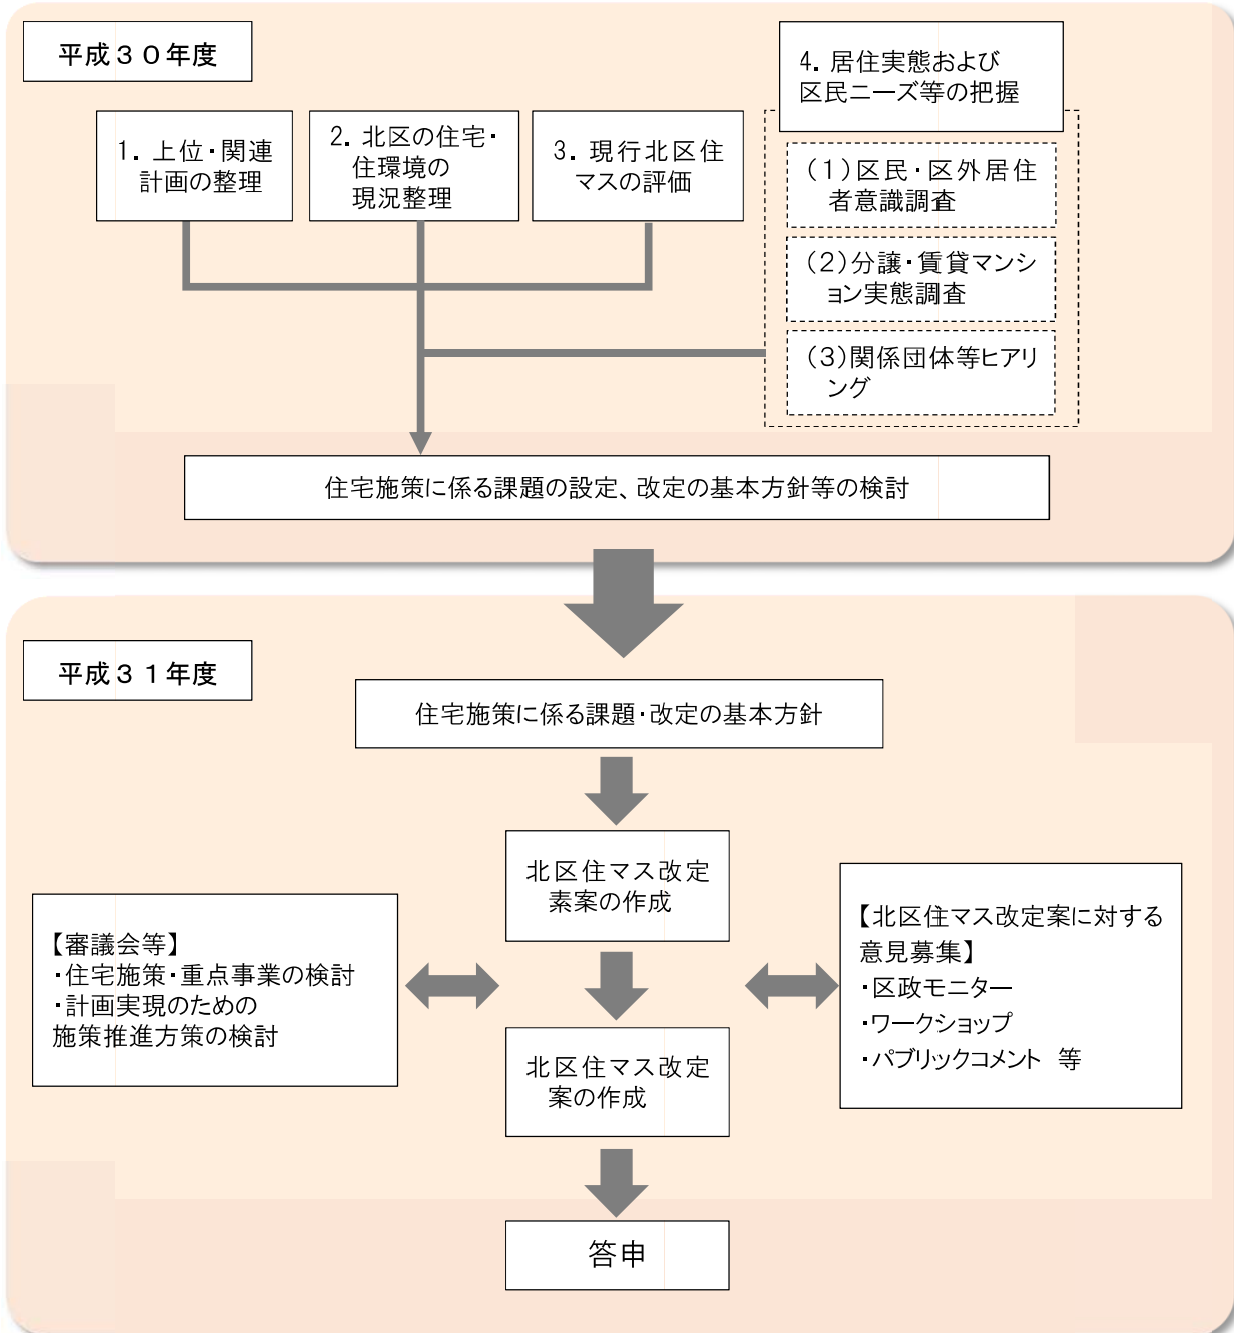 平成３０年度
4．居住実態および
区民ニーズ等の把握
1．上位・関連
計画の整理
2．北区の住宅・
住環境の
現況整理
3．現行北区住
マスの評価
（1）区民・区外居住
者意識調査
（2）分譲・賃貸マンシ
ョン実態調査
（3）関係団体等ヒアリ
ング
住宅施策に係る課題の設定、改定の基本方針等の検討
平成３１年度
住宅施策に係る課題・改定の基本方針
北区住マス改定
素案の作成
【審議会等】
・住宅施策・重点事業の検討
・計画実現のための
施策推進方策の検討
【北区住マス改定案に対する
意見募集】
・区政モニター
・ワークショップ
・パブリックコメント　等
北区住マス改定
案の作成
答申